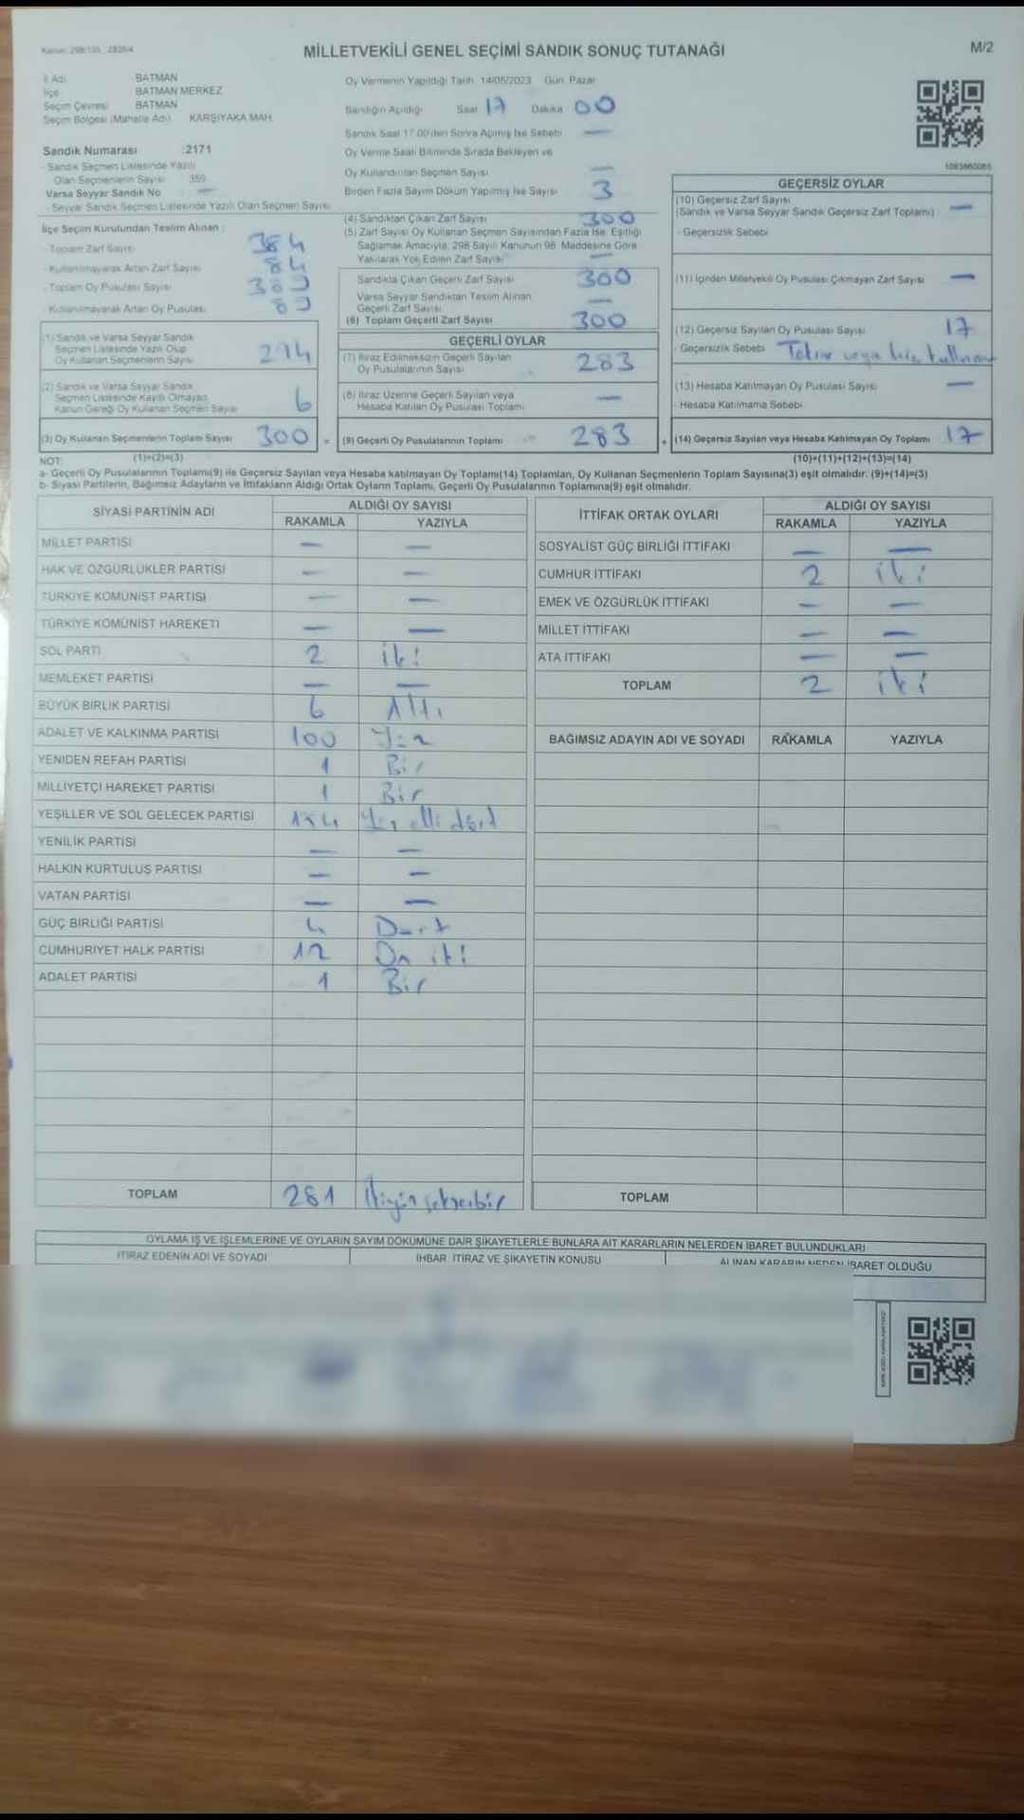 Kanun: 298/105 , 2839/4
MİLLETVEKİLİ GENEL SEÇİMİ SANDIK SONUÇ TUTANAĞI
M/2
İl Adı BATMAN
İlçe BATMAN MERKEZ
Seçim Çevresi BATMAN
Seçim Bölgesi (Mahalle Adı) KARŞIYAKA MAH.
Sandık Numarası :2171
- Sandık Seçmen Listesinde Yazılı
Olan Seçmenlerin Sayısı 359
Varsa Seyyar Sandık No —
- Seyyar Sandık Seçmen Listesinde Yazılı Olan Seçmen Sayısı
İlçe Seçim Kurulundan Teslim Alınan :
- Toplam Zarf Sayısı 384
- Kullanılmayarak Artan Zarf Sayısı 84
- Toplam Oy Pusulası Sayısı 383
- Kullanılmayarak Artan Oy Pusulası 83
(1) Sandık ve Varsa Seyyar Sandık
Seçmen Listesinde Yazılı Olup
Oy Kullanan Seçmenlerin Sayısı 294
(2) Sandık ve Varsa Seyyar Sandık
Seçmen Listesinde Kayıtlı Olmayıp
Kanun Gereği Oy Kullanan Seçmen Sayısı 6
(3) Oy Kullanan Seçmenlerin Toplam Sayısı 300 =
Oy Vermenin Yapıldığı Tarih 14/05/2023 Gün Pazar
Sandığın Açıldığı Saat 17 Dakika 00
Sandık Saat 17.00'den Sonra Açılmış İse Sebebi —
Oy Verme Saati Bitiminde Sırada Bekleyen ve
Oy Kullandırılan Seçmen Sayısı —
Birden Fazla Sayım Döküm Yapılmış İse Sayısı 3
(4) Sandıktan Çıkan Zarf Sayısı 300
(5) Zarf Sayısı Oy Kullanan Seçmen Sayısından Fazla İse, Eşitliği
Sağlamak Amacıyla, 298 Sayılı Kanunun 98. Maddesine Göre
Yakılarak Yok Edilen Zarf Sayısı —
Sandıkta Çıkan Geçerli Zarf Sayısı 300
Varsa Seyyar Sandıktan Teslim Alınan
Geçerli Zarf Sayısı —
(6) Toplam Geçerli Zarf Sayısı 300
GEÇERLİ OYLAR
(7) İtiraz Edilmeksizin Geçerli Sayılan
Oy Pusulalarının Sayısı 283
(8) İtiraz Üzerine Geçerli Sayılan veya
Hesaba Katılan Oy Pusulası Toplamı —
(9) Geçerli Oy Pusulalarının Toplamı 283 +
GEÇERSİZ OYLAR
(10) Geçersiz Zarf Sayısı
(Sandık ve Varsa Seyyar Sandık Geçersiz Zarf Toplamı) —
- Geçersizlik Sebebi
(11) İçinden Milletvekili Oy Pusulası Çıkmayan Zarf Sayısı —
(12) Geçersiz Sayılan Oy Pusulası Sayısı 17
- Geçersizlik Sebebi
(13) Hesaba Katılmayan Oy Pusulası Sayısı —
- Hesaba Katılmama Sebebi
(14) Geçersiz Sayılan veya Hesaba Katılmayan Oy Toplamı 17
NOT: (1)+(2)=(3) (10)+(11)+(12)+(13)=(14)
a- Geçerli Oy Pusulalarının Toplamı(9) ile Geçersiz Sayılan veya Hesaba katılmayan Oy Toplamı(14) Toplamları, Oy Kullanan Seçmenlerin Toplam Sayısına(3) eşit olmalıdır. (9)+(14)=(3)
b- Siyasi Partilerin, Bağımsız Adayların ve İttifakların Aldığı Ortak Oyların Toplamı, Geçerli Oy Pusulalarının Toplamına(9) eşit olmalıdır.
SİYASİ PARTİNİN ADI ALDIĞI OY SAYISI
RAKAMLA YAZIYLA
MİLLET PARTİSİ — —
HAK VE ÖZGÜRLÜKLER PARTİSİ — —
TÜRKİYE KOMÜNİST PARTİSİ — —
TÜRKİYE KOMÜNİST HAREKETİ — —
SOL PARTİ 2 iki
MEMLEKET PARTİSİ — —
BÜYÜK BİRLİK PARTİSİ 6 Altı
ADALET VE KALKINMA PARTİSİ 100 Yüz
YENİDEN REFAH PARTİSİ 1 Bir
MİLLİYETÇİ HAREKET PARTİSİ 1 Bir
YEŞİLLER VE SOL GELECEK PARTİSİ 154 Yüz elli dört
YENİLİK PARTİSİ — —
HALKIN KURTULUŞ PARTİSİ — —
VATAN PARTİSİ — —
GÜÇ BİRLİĞİ PARTİSİ 4 Dört
CUMHURİYET HALK PARTİSİ 12 On iki
ADALET PARTİSİ 1 Bir
TOPLAM 281 İkiyüz seksenbir
İTTİFAK ORTAK OYLARI ALDIĞI OY SAYISI
RAKAMLA YAZIYLA
SOSYALİST GÜÇ BİRLİĞİ İTTİFAKI — —
CUMHUR İTTİFAKI 2 iki
EMEK VE ÖZGÜRLÜK İTTİFAKI — —
MİLLET İTTİFAKI — —
ATA İTTİFAKI — —
TOPLAM 2 iki
BAĞIMSIZ ADAYIN ADI VE SOYADI RAKAMLA YAZIYLA
TOPLAM
OYLAMA İŞ VE İŞLEMLERİNE VE OYLARIN SAYIM DÖKÜMÜNE DAİR ŞİKAYETLERLE BUNLARA AİT KARARLARIN NELERDEN İBARET BULUNDUKLARI
İTİRAZ EDENİN ADI VE SOYADI İHBAR, İTİRAZ VE ŞİKAYETİN KONUSU ALINAN KARARIN NEDEN İBARET OLDUĞU